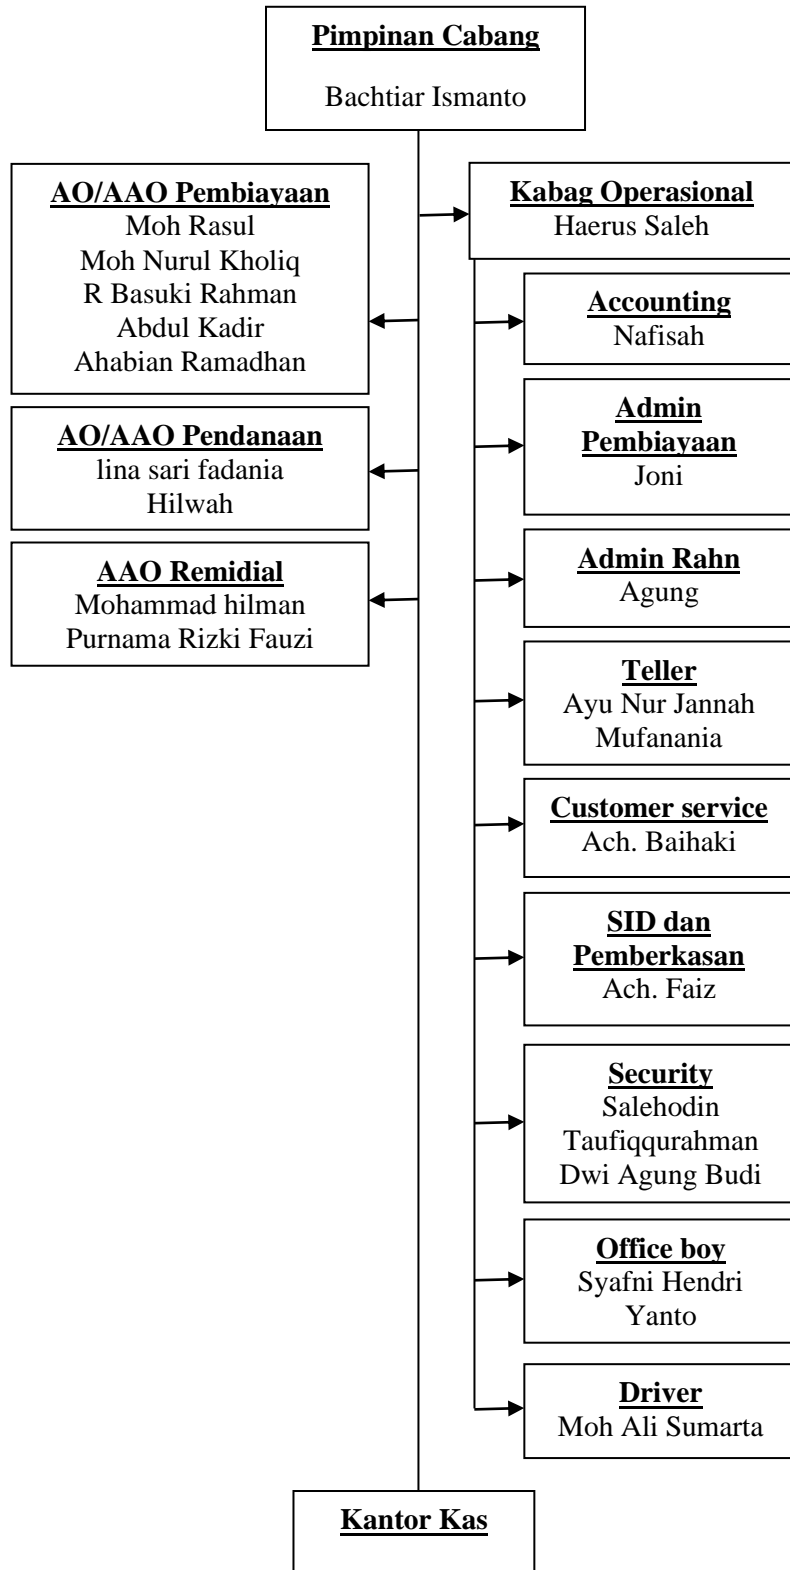 Pimpinan Cabang
Bachtiar Ismanto
AO/AAO Pembiayaan
Moh Rasul
Moh Nurul Kholiq
R Basuki Rahman
Abdul Kadir
Ahabian Ramadhan
AO/AAO Pendanaan
lina sari fadania
Hilwah
AAO Remidial
Mohammad hilman
Purnama Rizki Fauzi
Kabag Operasional
Haerus Saleh
Accounting
Nafisah
Admin
Pembiayaan
Joni
Admin Rahn
Agung
Teller
Ayu Nur Jannah
Mufanania
Customer service
Ach. Baihaki
SID dan
Pemberkasan
Ach. Faiz
Security
Salehodin
Taufiqqurahman
Dwi Agung Budi
Office boy
Syafni Hendri
Yanto
Driver
Moh Ali Sumarta
Kantor Kas